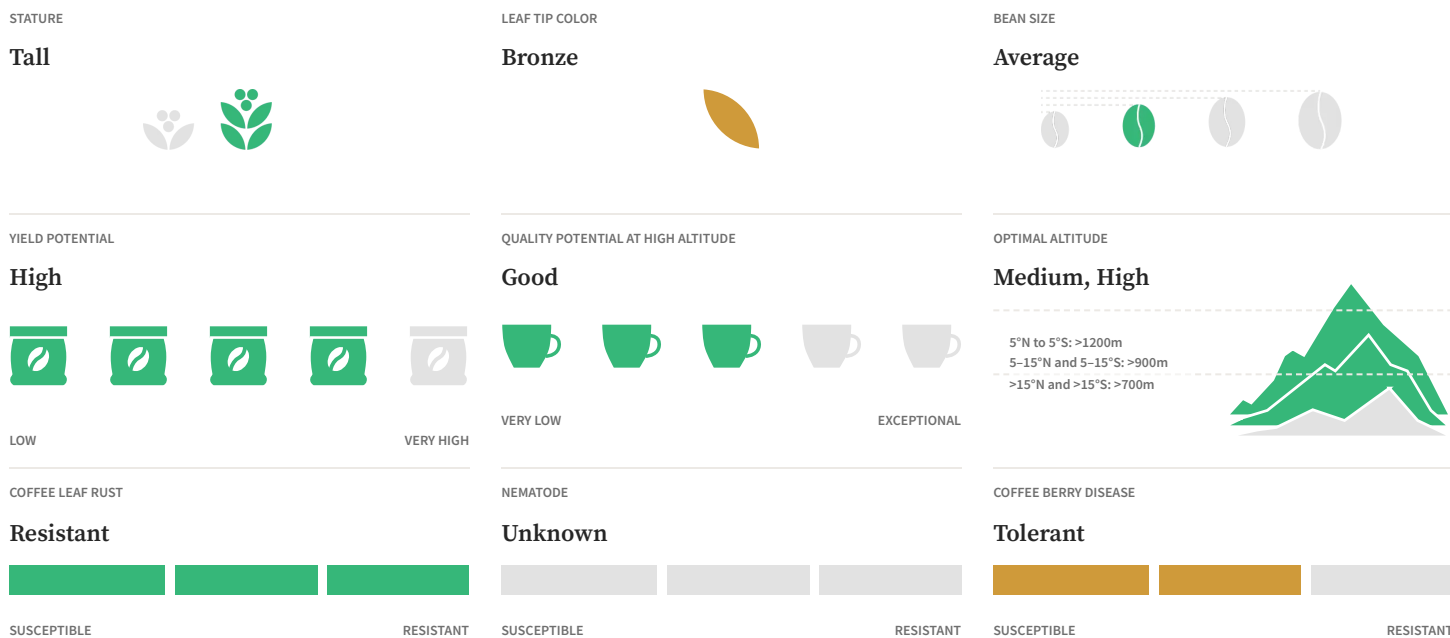 STATURE
Tall
LEAF TIP COLOR
Bronze
BEAN SIZE
Average
YIELD POTENTIAL
High
LOW
VERY HIGH
QUALITY POTENTIAL AT HIGH ALTITUDE
Good
VERY LOW
EXCEPTIONAL
OPTIMAL ALTITUDE
Medium, High
5°N to 5°S: >1200m
5–15°N and 5–15°S: >900m
>15°N and >15°S: >700m
COFFEE LEAF RUST
Resistant
SUSCEPTIBLE
RESISTANT
NEMATODE
Unknown
SUSCEPTIBLE
RESISTANT
COFFEE BERRY DISEASE
Tolerant
SUSCEPTIBLE
RESISTANT